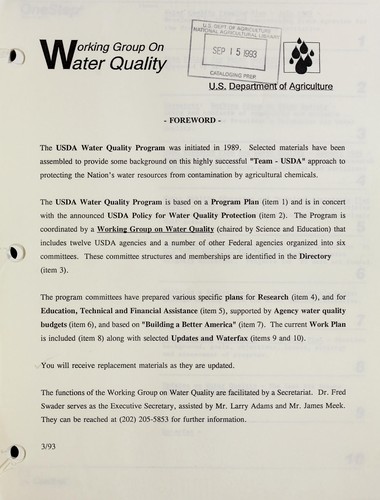 Working Group On
Water Quality
U.S. DEPT OF AGRICULTURE
NATIONAL AGRICULTURAL LIBRARY
SEP 15 1993
CATALOGING PREP.
U.S. Department of Agriculture
- FOREWORD -
The USDA Water Quality Program was initiated in 1989. Selected materials have been
assembled to provide some background on this highly successful "Team - USDA" approach to
protecting the Nation's water resources from contamination by agricultural chemicals.
The USDA Water Quality Program is based on a Program Plan (item 1) and is in concert
with the announced USDA Policy for Water Quality Protection (item 2). The Program is
coordinated by a Working Group on Water Quality (chaired by Science and Education) that
includes twelve USDA agencies and a number of other Federal agencies organized into six
committees. These committee structures and memberships are identified in the Directory
(item 3).
The program committees have prepared various specific plans for Research (item 4), and for
Education, Technical and Financial Assistance (item 5), supported by Agency water quality
budgets (item 6), and based on "Building a Better America" (item 7). The current Work Plan
is included (item 8) along with selected Updates and Waterfax (items 9 and 10).
You will receive replacement materials as they are updated.
The functions of the Working Group on Water Quality are facilitated by a Secretariat. Dr. Fred
Swader serves as the Executive Secretary, assisted by Mr. Larry Adams and Mr. James Meek.
They can be reached at (202) 205-5853 for further information.
3/93